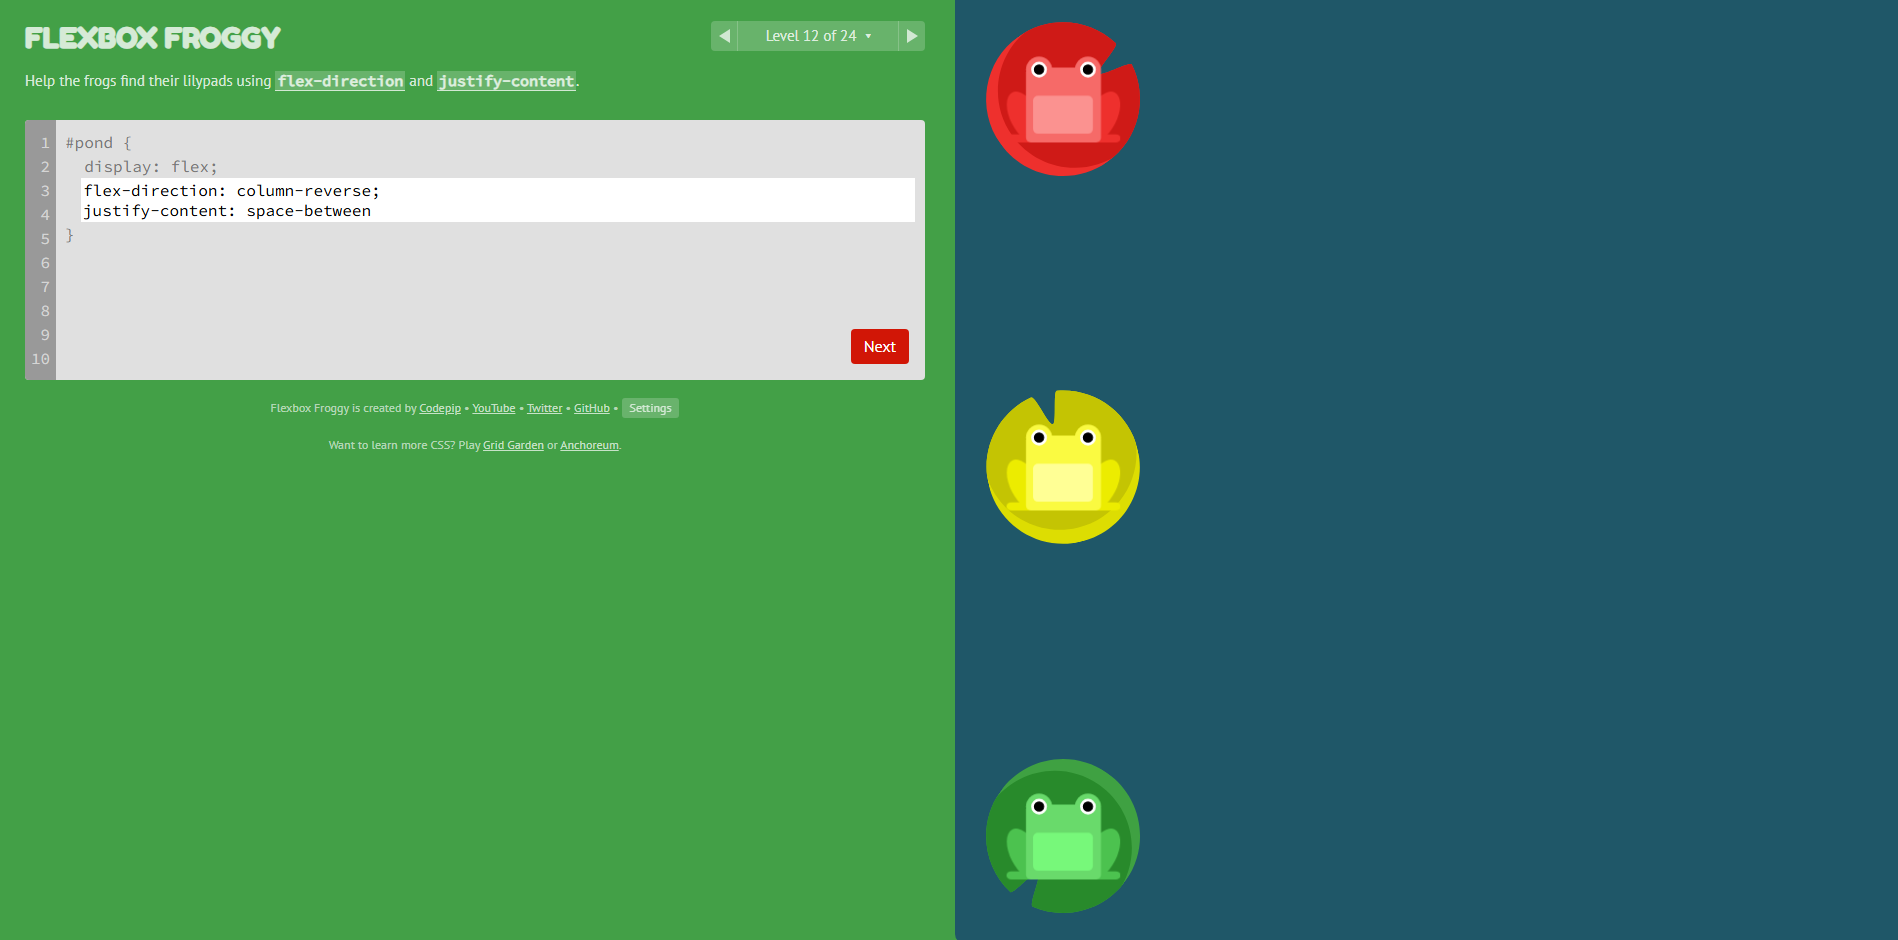 FLEXBOX FROGGY
Level 12 of 24
Help the frogs find their lilypads using flex-direction and justify-content.
1 #pond {
2 display: flex;
3 flex-direction: column-reverse;
4 justify-content: space-between
5 }
6
7
8
9
10
Next
Flexbox Froggy is created by Codepip • YouTube • Twitter • GitHub • Settings
Want to learn more CSS? Play Grid Garden or Anchoreum.